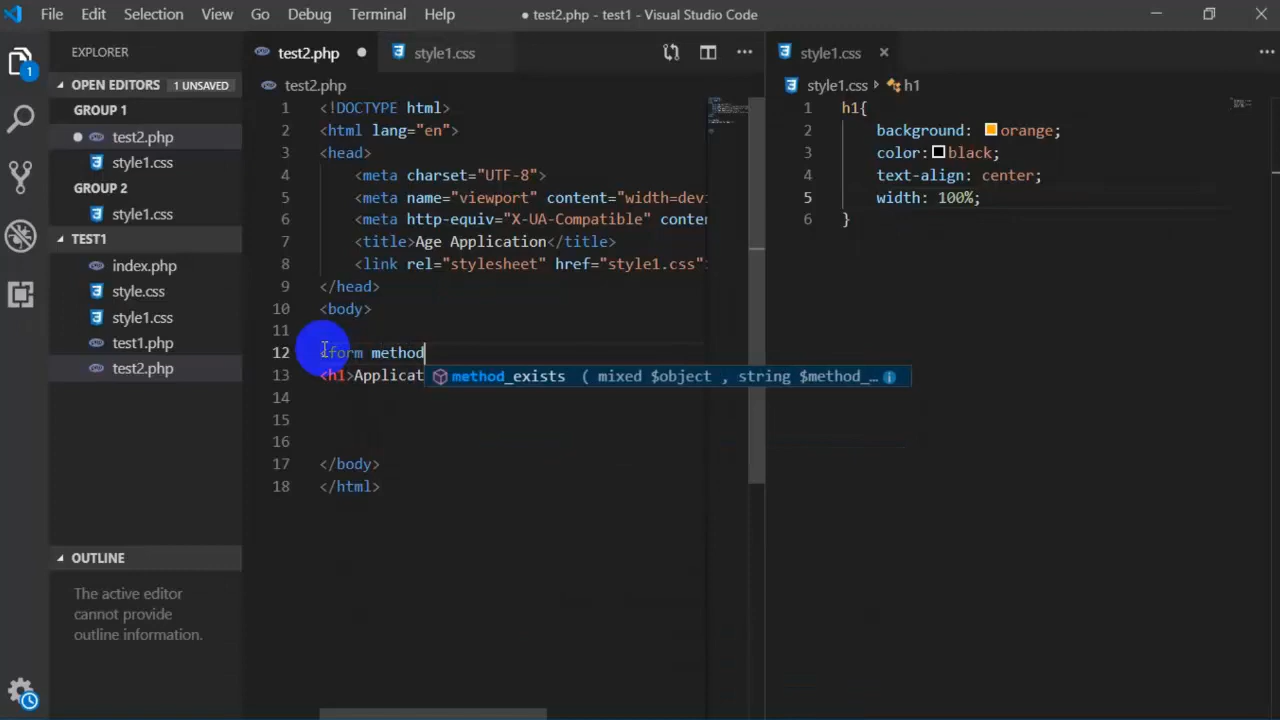 File Edit Selection View Go Debug Terminal Help
● test2.php - test1 - Visual Studio Code
EXPLORER
OPEN EDITORS 1 UNSAVED
GROUP 1
test2.php
style1.css
GROUP 2
style1.css
TEST1
index.php
style.css
style1.css
test1.php
test2.php
OUTLINE
The active editor
cannot provide
outline information.
1
test2.php ● style1.css
test2.php
1 <!DOCTYPE html>
2 <html lang="en">
3 <head>
4 <meta charset="UTF-8">
5 <meta name="viewport" content="width=devi
6 <meta http-equiv="X-UA-Compatible" conten
7 <title>Age Application</title>
8 <link rel="stylesheet" href="style1.css">
9 </head>
10 <body>
11
12 <form method
13 <h1>Applicat
method_exists ( mixed $object , string $method_…
14
15
16
17 </body>
18 </html>
style1.css
style1.css h1
1 h1{
2 background: orange;
3 color: black;
4 text-align: center;
5 width: 100%;
6 }